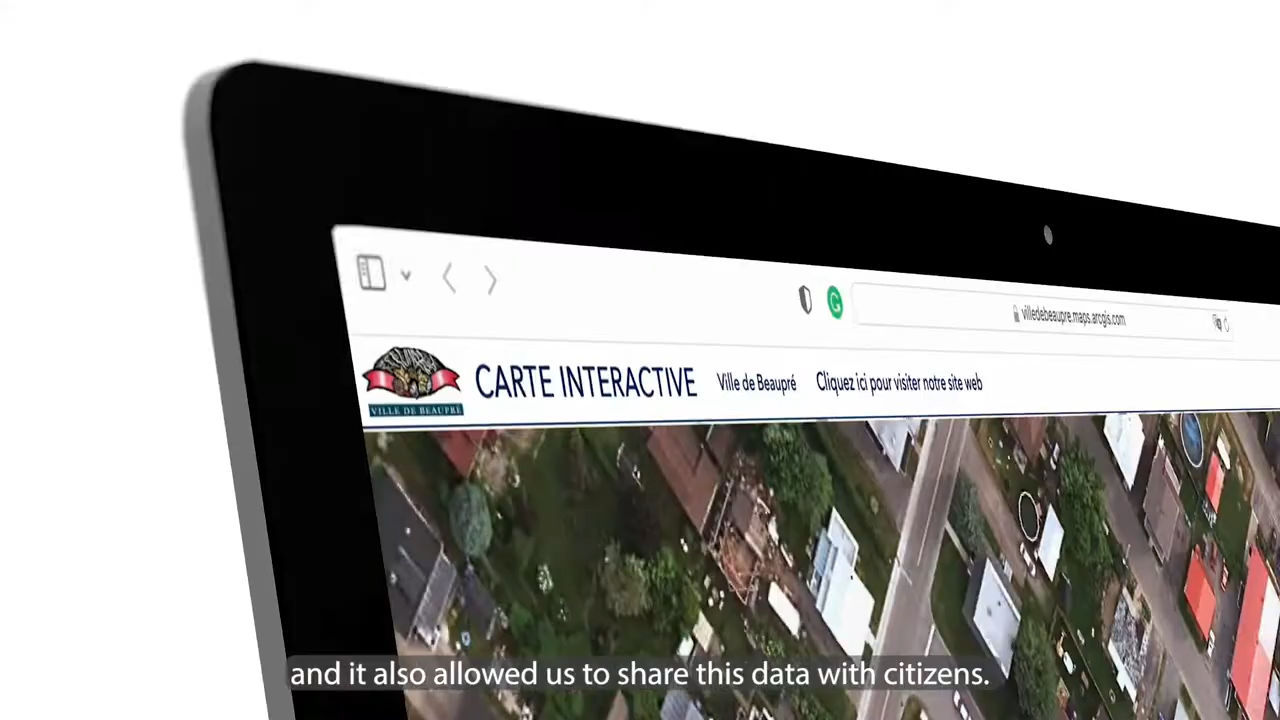 villedebeaupre.maps.arcgis.com
CARTE INTERACTIVE Ville de Beaupré Cliquez ici pour visiter notre site web
VILLE DE BEAUPRÉ
and it also allowed us to share this data with citizens.